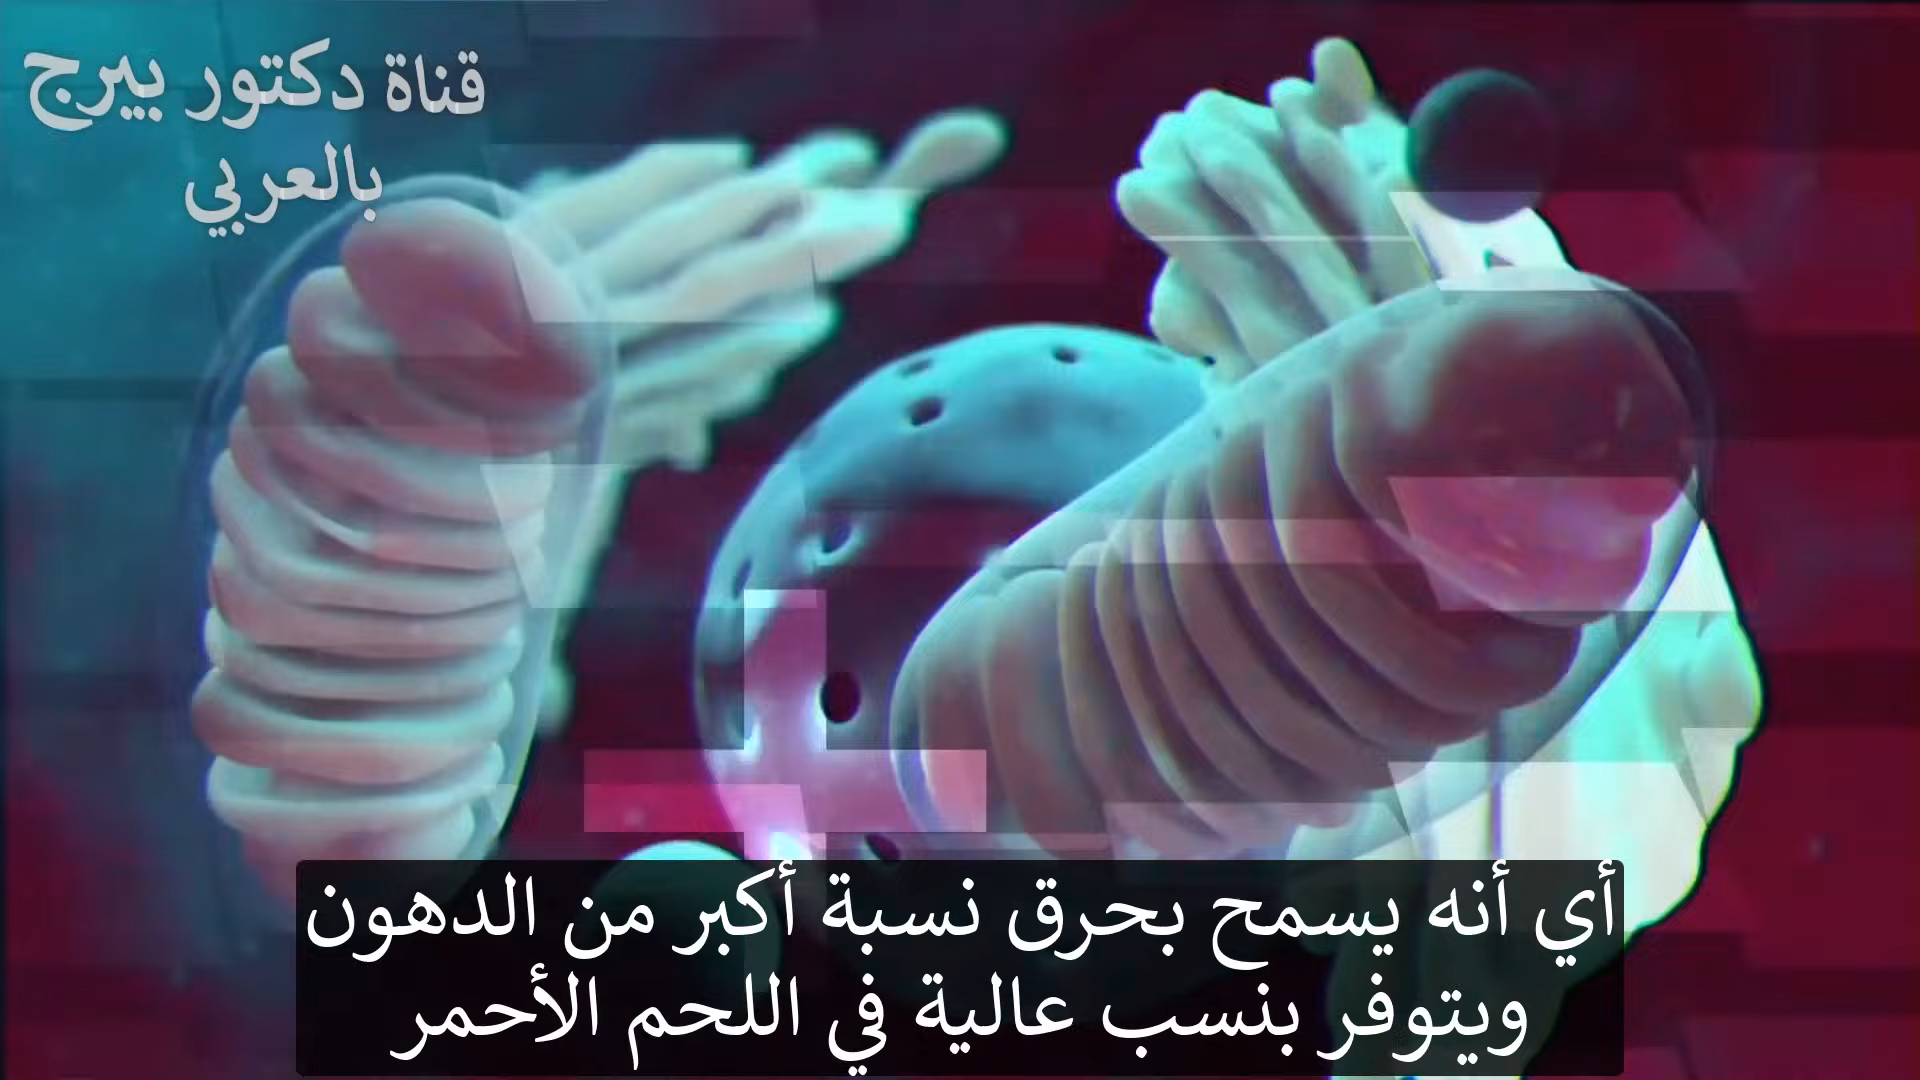 قناة دكتور بيرج
بالعربي
أي أنه يسمح بحرق نسبة أكبر من الدهون
ويتوفر بنسب عالية في اللحم الأحمر